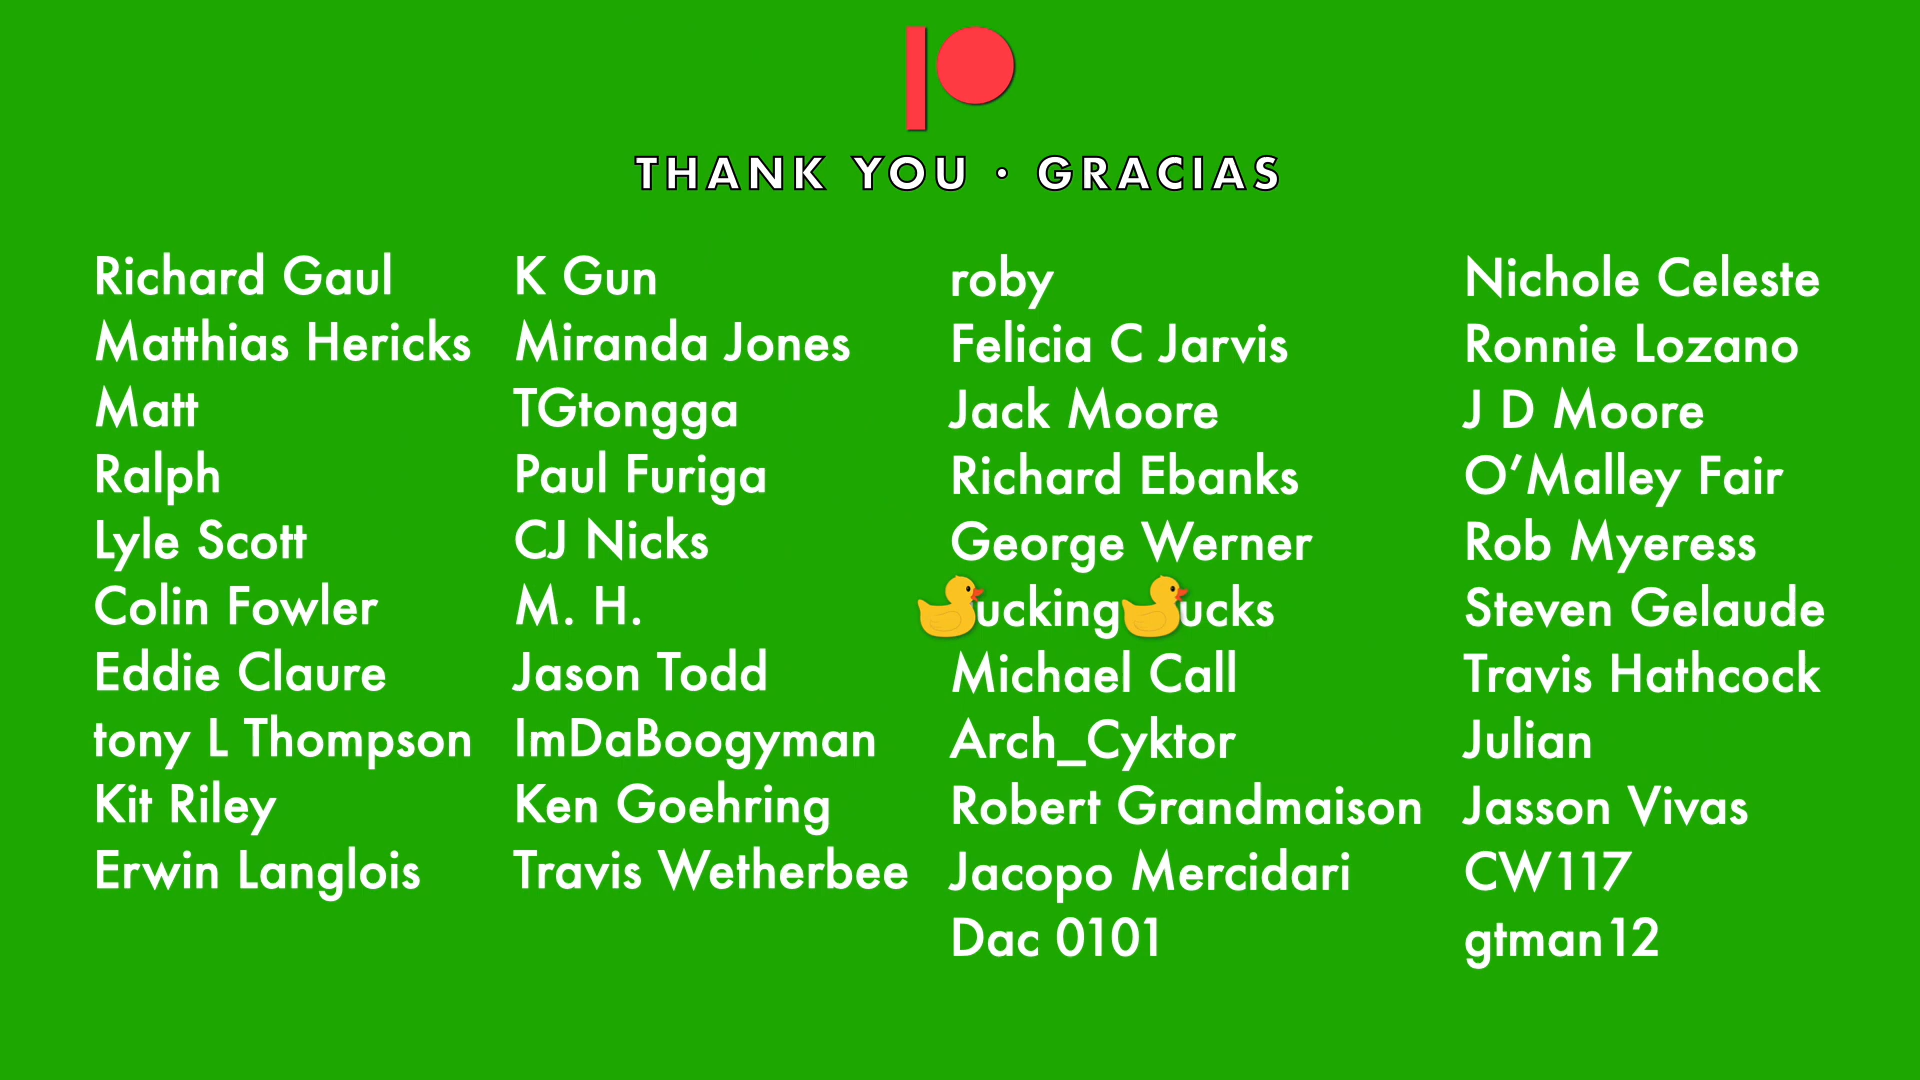 THANK YOU · GRACIAS
Richard Gaul
Matthias Hericks
Matt
Ralph
Lyle Scott
Colin Fowler
Eddie Claure
tony L Thompson
Kit Riley
Erwin Langlois
K Gun
Miranda Jones
TGtongga
Paul Furiga
CJ Nicks
M. H.
Jason Todd
ImDaBoogyman
Ken Goehring
Travis Wetherbee
roby
Felicia C Jarvis
Jack Moore
Richard Ebanks
George Werner
🦆ucking🦆ucks
Michael Call
Arch_Cyktor
Robert Grandmaison
Jacopo Mercidari
Dac 0101
Nichole Celeste
Ronnie Lozano
J D Moore
O’Malley Fair
Rob Myeress
Steven Gelaude
Travis Hathcock
Julian
Jasson Vivas
CW117
gtman12